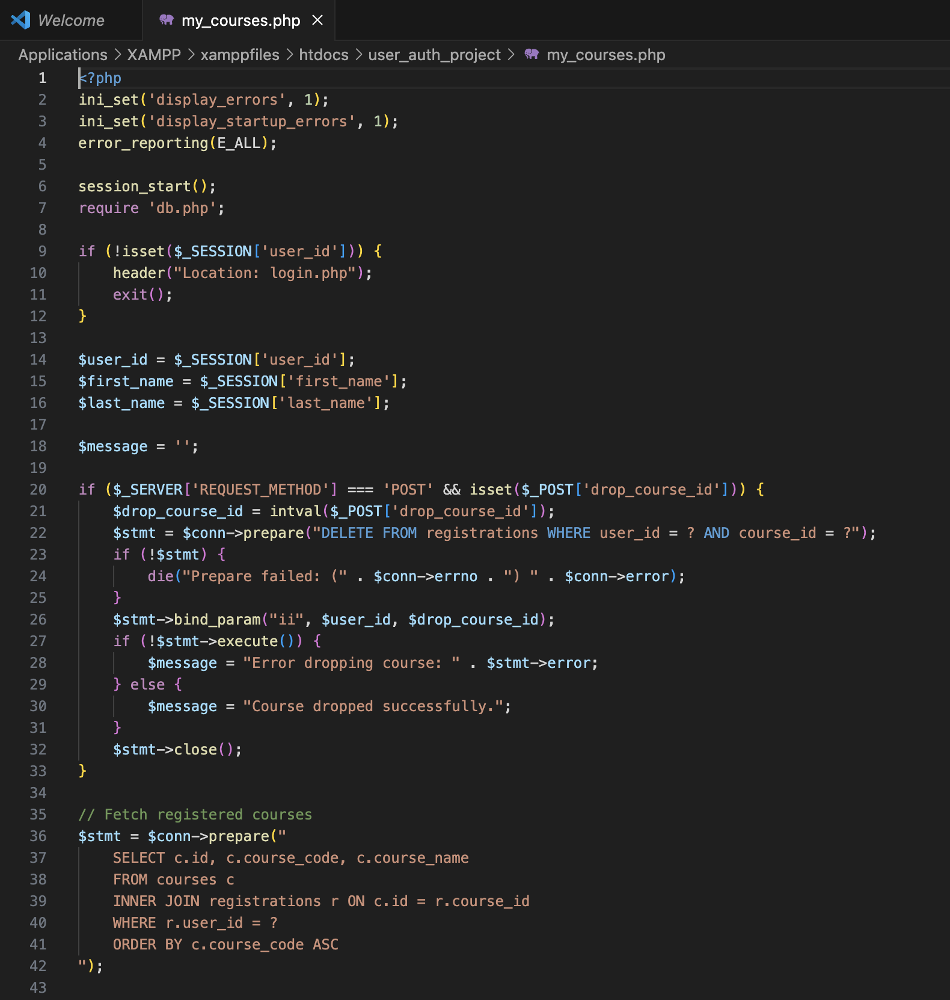 Welcome
my_courses.php
Applications > XAMPP > xamppfiles > htdocs > user_auth_project > my_courses.php
1 <?php
2 ini_set('display_errors', 1);
3 ini_set('display_startup_errors', 1);
4 error_reporting(E_ALL);
5
6 session_start();
7 require 'db.php';
8
9 if (!isset($_SESSION['user_id'])) {
10     header("Location: login.php");
11     exit();
12 }
13
14 $user_id = $_SESSION['user_id'];
15 $first_name = $_SESSION['first_name'];
16 $last_name = $_SESSION['last_name'];
17
18 $message = '';
19
20 if ($_SERVER['REQUEST_METHOD'] === 'POST' && isset($_POST['drop_course_id'])) {
21     $drop_course_id = intval($_POST['drop_course_id']);
22     $stmt = $conn->prepare("DELETE FROM registrations WHERE user_id = ? AND course_id = ?");
23     if (!$stmt) {
24         die("Prepare failed: (" . $conn->errno . ") " . $conn->error);
25     }
26     $stmt->bind_param("ii", $user_id, $drop_course_id);
27     if (!$stmt->execute()) {
28         $message = "Error dropping course: " . $stmt->error;
29     } else {
30         $message = "Course dropped successfully.";
31     }
32     $stmt->close();
33 }
34
35 // Fetch registered courses
36 $stmt = $conn->prepare("
37     SELECT c.id, c.course_code, c.course_name
38     FROM courses c
39     INNER JOIN registrations r ON c.id = r.course_id
40     WHERE r.user_id = ?
41     ORDER BY c.course_code ASC
42 ");
43